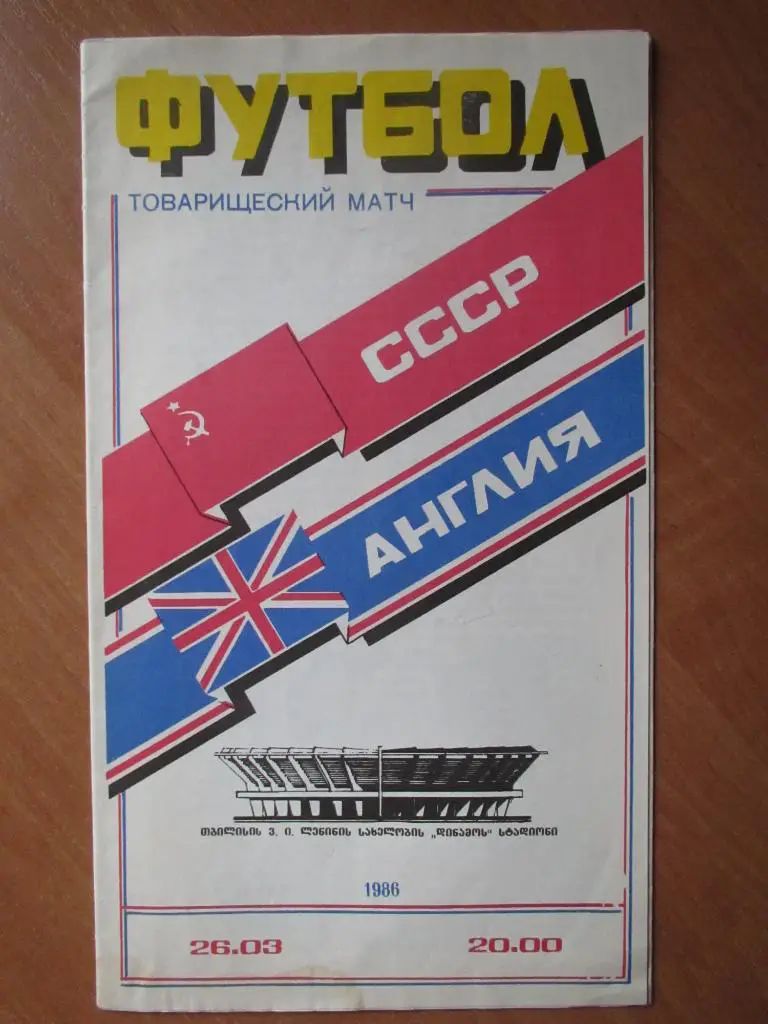 ФУТБОЛ
ТОВАРИЩЕСКИЙ МАТЧ
СССР
АНГЛИЯ
თბილისის ვ. ი. ლენინის სახელობის „დინამოს" სტადიონი
1986
26.03 20.00